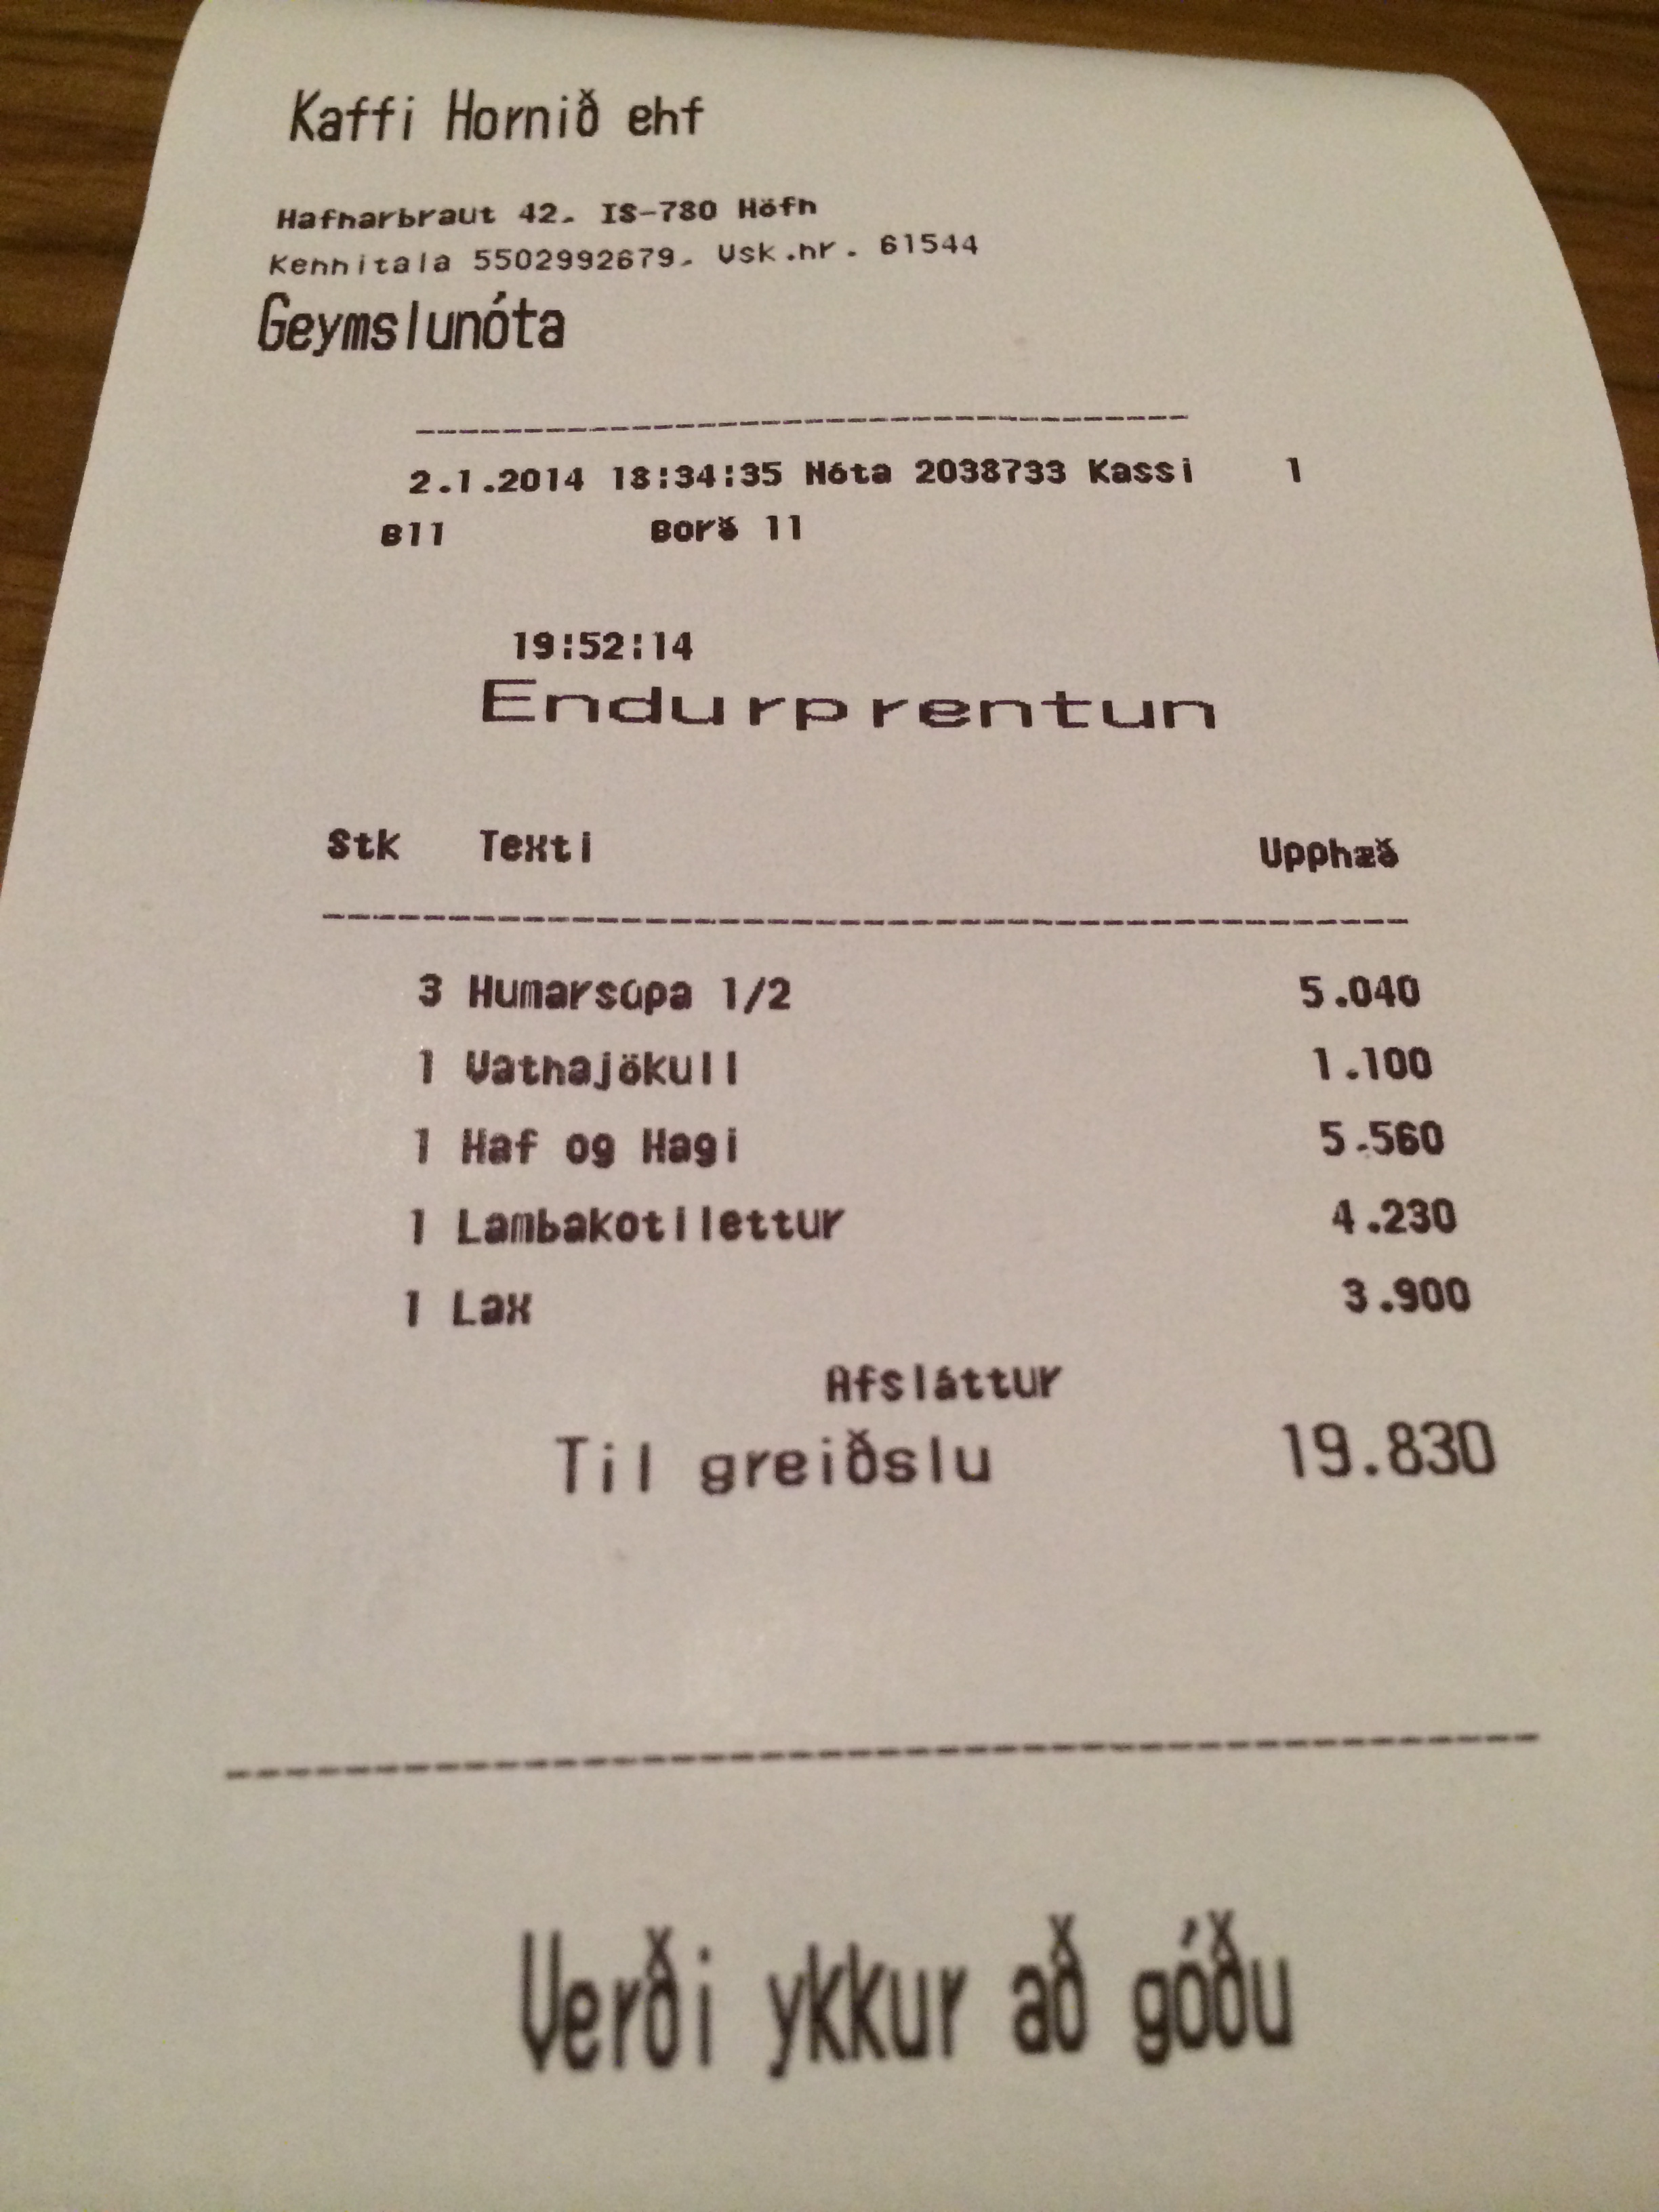 Kaffi Hornið ehf
Hafnarbraut 42. IS-780 Höfn
Kennitala 5502992679. Vsk.nr. 61544
Geymslunóta
2.1.2014 18:34:35 Nóta 2038733 Kassi 1
B11 Borð 11
19:52:14
Endurprentun
Stk Texti Upphæð
3 Humarsúpa 1/2 5.040
1 Vatnajökull 1.100
1 Haf og Hagi 5.560
1 Lambakotilettur 4.230
1 Lax 3.900
Afsláttur
Til greiðslu 19.830
Verði ykkur að góðu